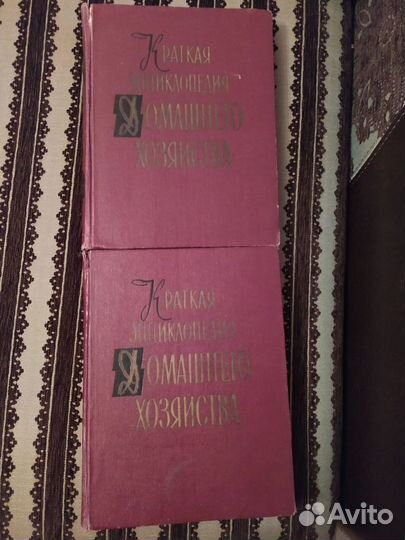 Краткая
энциклопедия
Домашнего
хозяйства
Краткая
энциклопедия
Домашнего
хозяйства
Avito